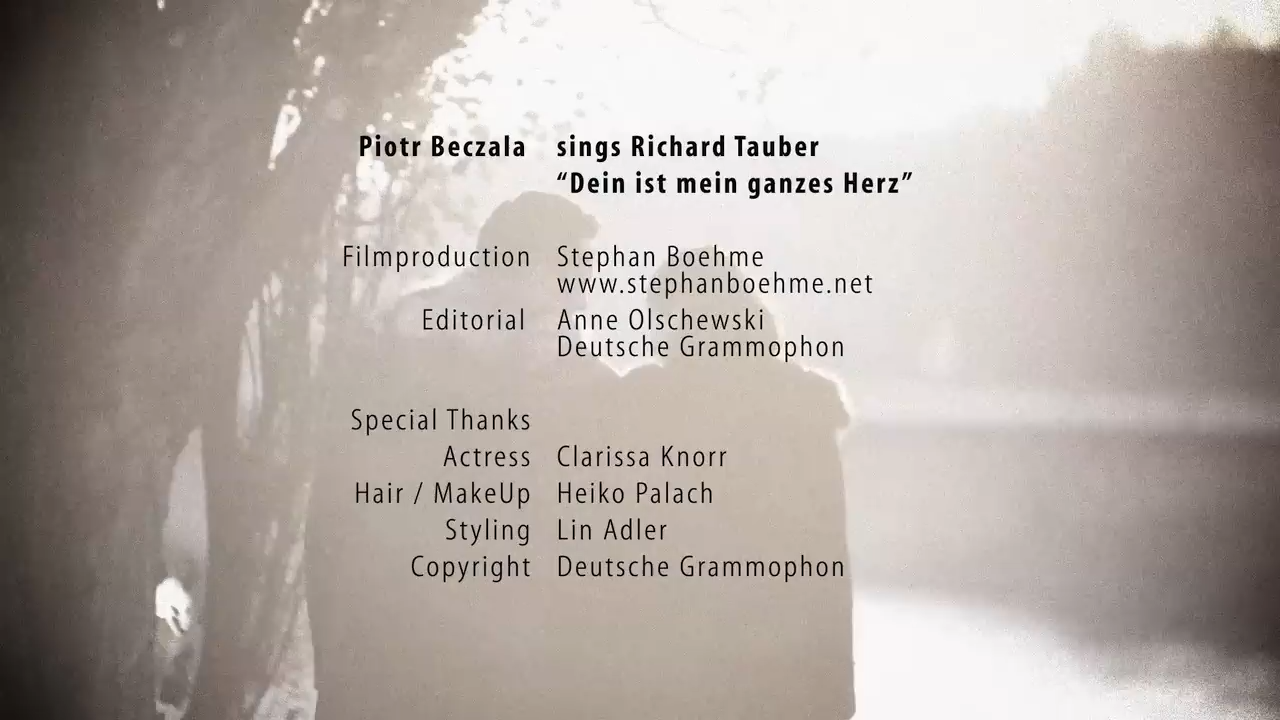 Piotr Beczala sings Richard Tauber
“Dein ist mein ganzes Herz”
Filmproduction Stephan Boehme
www.stephanboehme.net
Editorial Anne Olschewski
Deutsche Grammophon
Special Thanks
Actress Clarissa Knorr
Hair / MakeUp Heiko Palach
Styling Lin Adler
Copyright Deutsche Grammophon